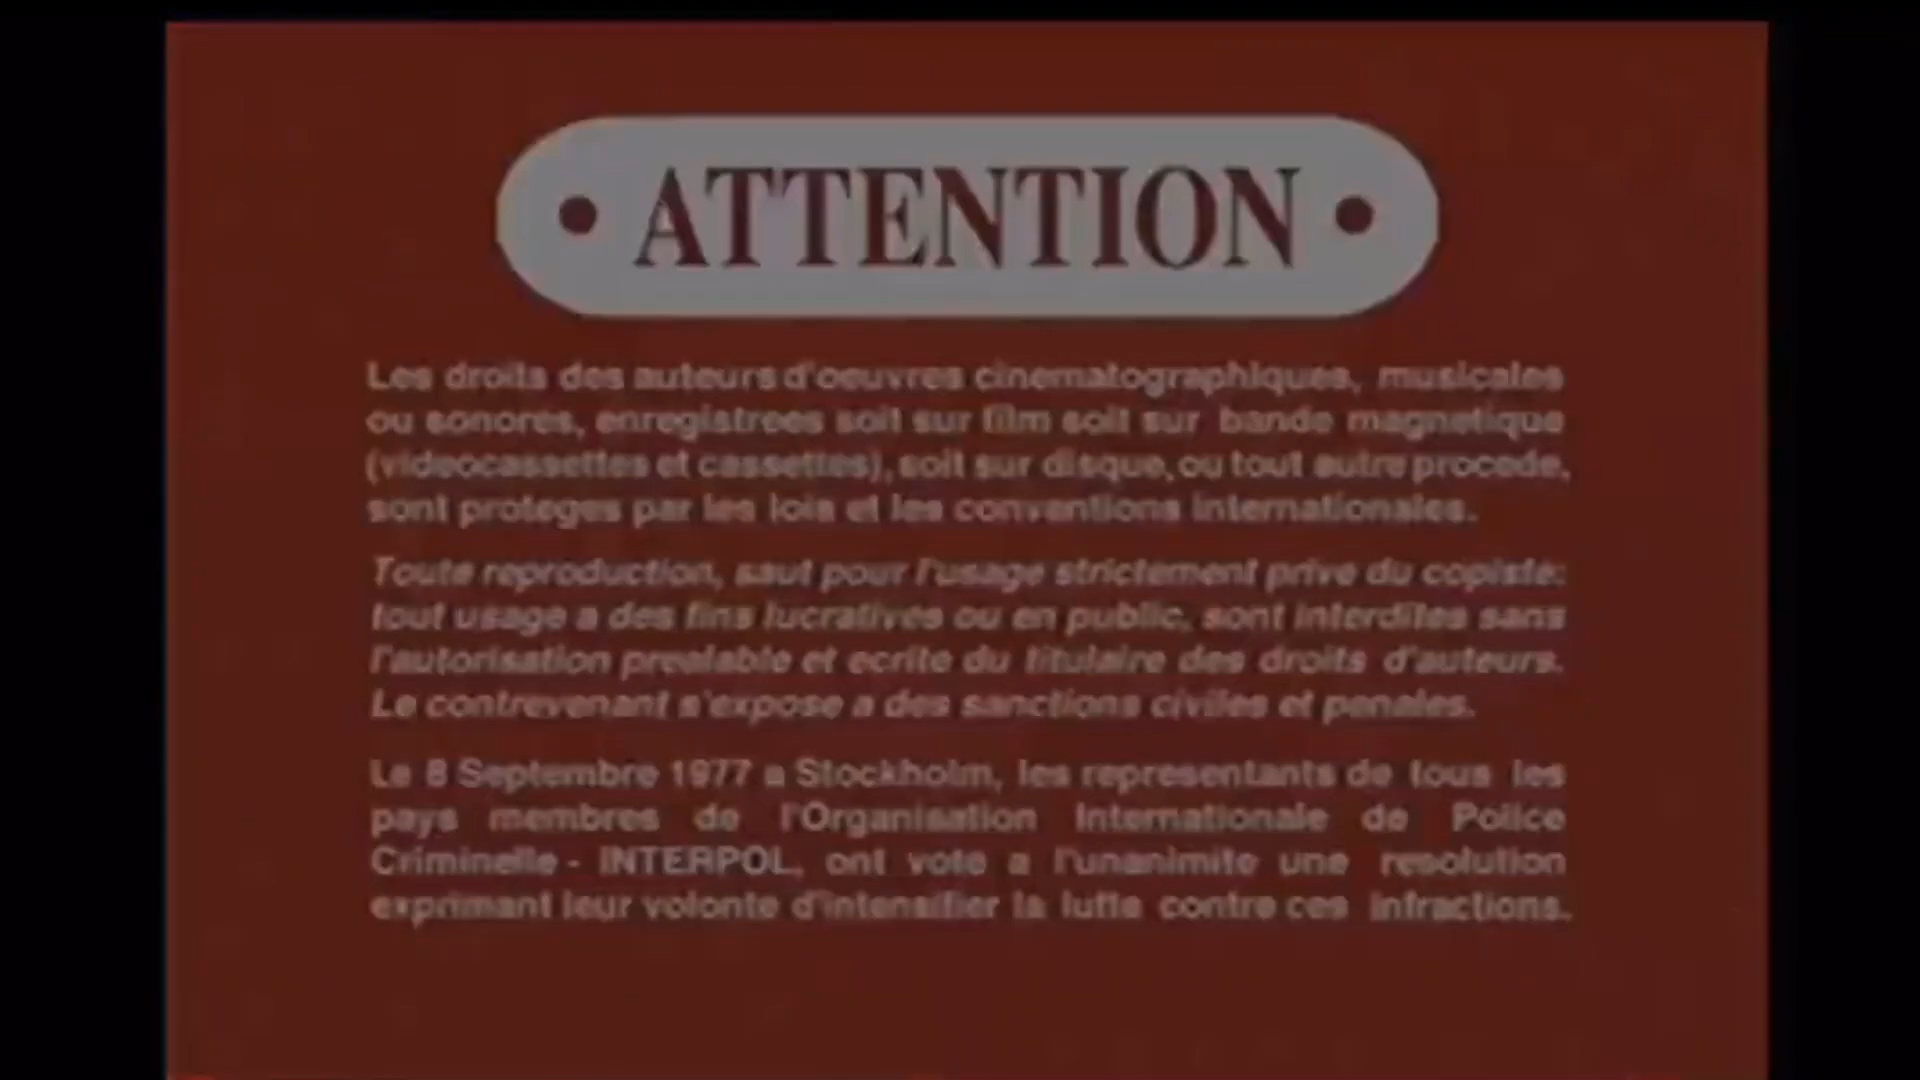 • ATTENTION •
Les droits des auteurs d'oeuvres cinematographiques, musicales
ou sonores, enregistrees soit sur film soit sur bande magnetique
(videocassettes et cassettes), soit sur disque, ou tout autre procede,
sont proteges par les lois et les conventions internationales.
Toute reproduction, sauf pour l'usage strictement prive du copiste:
tout usage a des fins lucratives ou en public, sont interdites sans
l'autorisation prealable et ecrite du titulaire des droits d'auteurs.
Le contrevenant s'expose a des sanctions civiles et penales.
Le 8 Septembre 1977 a Stockholm, les representants de tous les
pays membres de l'Organisation Internationale de Police
Criminelle - INTERPOL, ont vote a l'unanimite une resolution
exprimant leur volonte d'intensifier la lutte contre ces infractions.